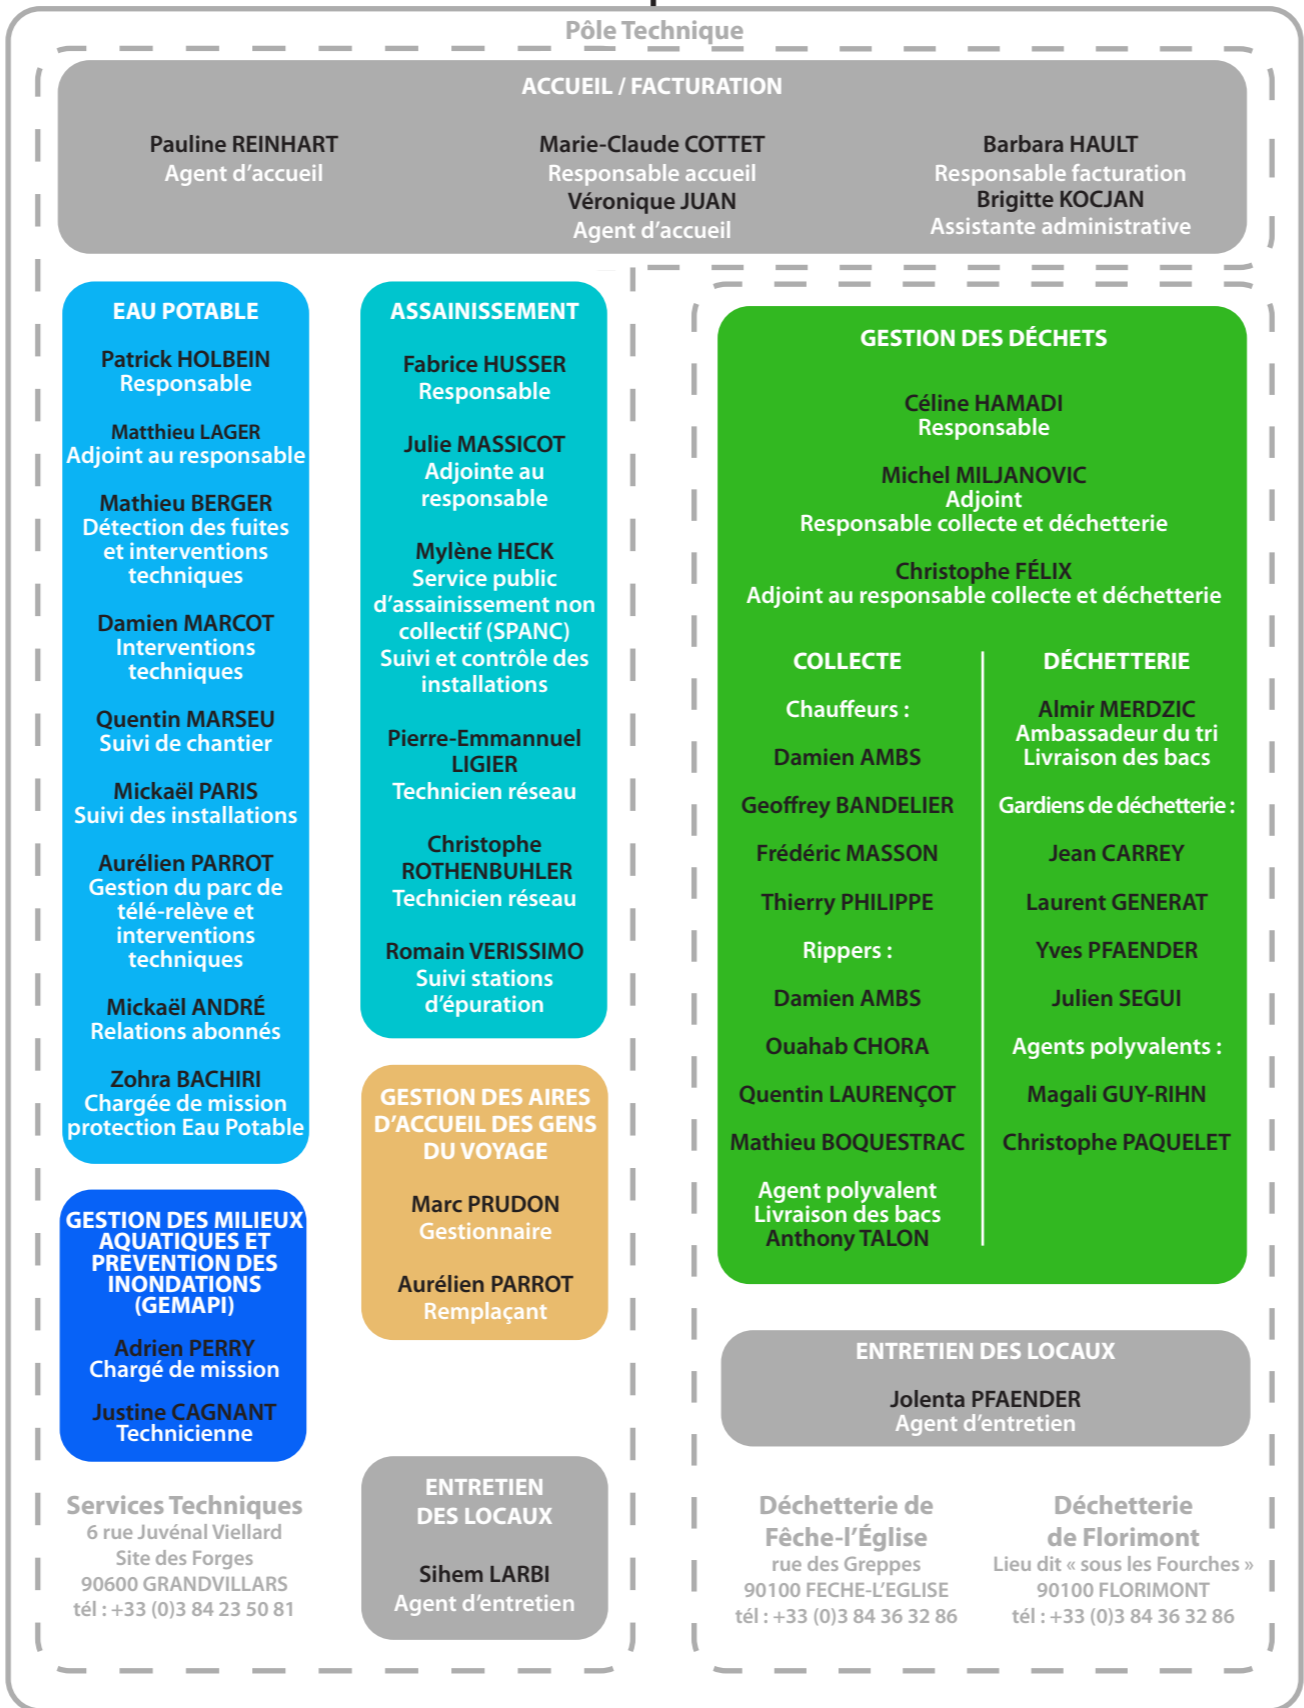 Pôle Technique
ACCUEIL / FACTURATION
Pauline REINHART
Agent d'accueil
Marie-Claude COTTET
Responsable accueil
Véronique JUAN
Agent d'accueil
Barbara HAULT
Responsable facturation
Brigitte KOCJAN
Assistante administrative
EAU POTABLE
Patrick HOLBEIN
Responsable
Matthieu LAGER
Adjoint au responsable
Mathieu BERGER
Détection des fuites
et interventions
techniques
Damien MARCOT
Interventions
techniques
Quentin MARSEU
Suivi de chantier
Mickaël PARIS
Suivi des installations
Aurélien PARROT
Gestion du parc de
télé-relève et
interventions
techniques
Mickaël ANDRÉ
Relations abonnés
Zohra BACHIRI
Chargée de mission
protection Eau Potable
GESTION DES MILIEUX
AQUATIQUES ET
PREVENTION DES
INONDATIONS
(GEMAPI)
Adrien PERRY
Chargé de mission
Justine CAGNANT
Technicienne
Services Techniques
6 rue Juvénal Viellard
Site des Forges
90600 GRANDVILLARS
tél : +33 (0)3 84 23 50 81
ASSAINISSEMENT
Fabrice HUSSER
Responsable
Julie MASSICOT
Adjointe au
responsable
Mylène HECK
Service public
d'assainissement non
collectif (SPANC)
Suivi et contrôle des
installations
Pierre-Emmannuel
LIGIER
Technicien réseau
Christophe
ROTHENBUHLER
Technicien réseau
Romain VERISSIMO
Suivi stations
d'épuration
GESTION DES AIRES
D'ACCUEIL DES GENS
DU VOYAGE
Marc PRUDON
Gestionnaire
Aurélien PARROT
Remplaçant
ENTRETIEN
DES LOCAUX
Sihem LARBI
Agent d'entretien
GESTION DES DÉCHETS
Céline HAMADI
Responsable
Michel MILJANOVIC
Adjoint
Responsable collecte et déchetterie
Christophe FÉLIX
Adjoint au responsable collecte et déchetterie
COLLECTE
Chauffeurs :
Damien AMBS
Geoffrey BANDELIER
Frédéric MASSON
Thierry PHILIPPE
Rippers :
Damien AMBS
Ouahab CHORA
Quentin LAURENÇOT
Mathieu BOQUESTRAC
Agent polyvalent
Livraison des bacs
Anthony TALON
DÉCHETTERIE
Almir MERDZIC
Ambassadeur du tri
Livraison des bacs
Gardiens de déchetterie :
Jean CARREY
Laurent GENERAT
Yves PFAENDER
Julien SEGUI
Agents polyvalents :
Magali GUY-RIHN
Christophe PAQUELET
ENTRETIEN DES LOCAUX
Jolenta PFAENDER
Agent d'entretien
Déchetterie de
Fêche-l'Église
rue des Greppes
90100 FECHE-L'EGLISE
tél : +33 (0)3 84 36 32 86
Déchetterie
de Florimont
Lieu dit « sous les Fourches »
90100 FLORIMONT
tél : +33 (0)3 84 36 32 86